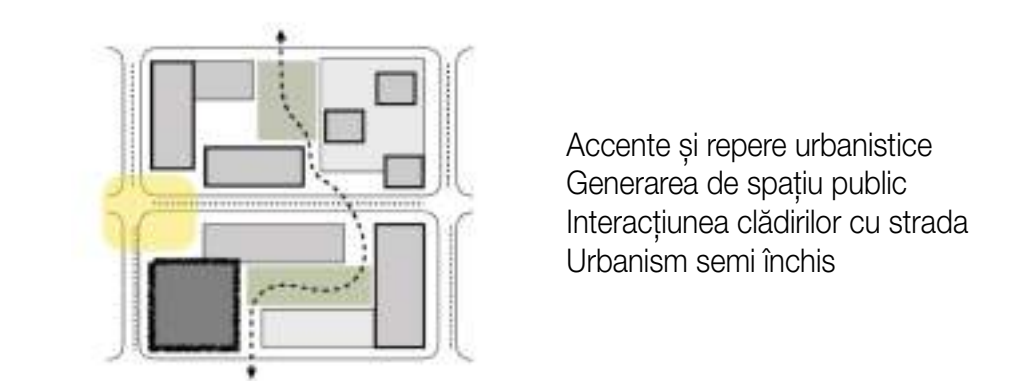 Accente și repere urbanistice
Generarea de spațiu public
Interacțiunea clădirilor cu strada
Urbanism semi închis